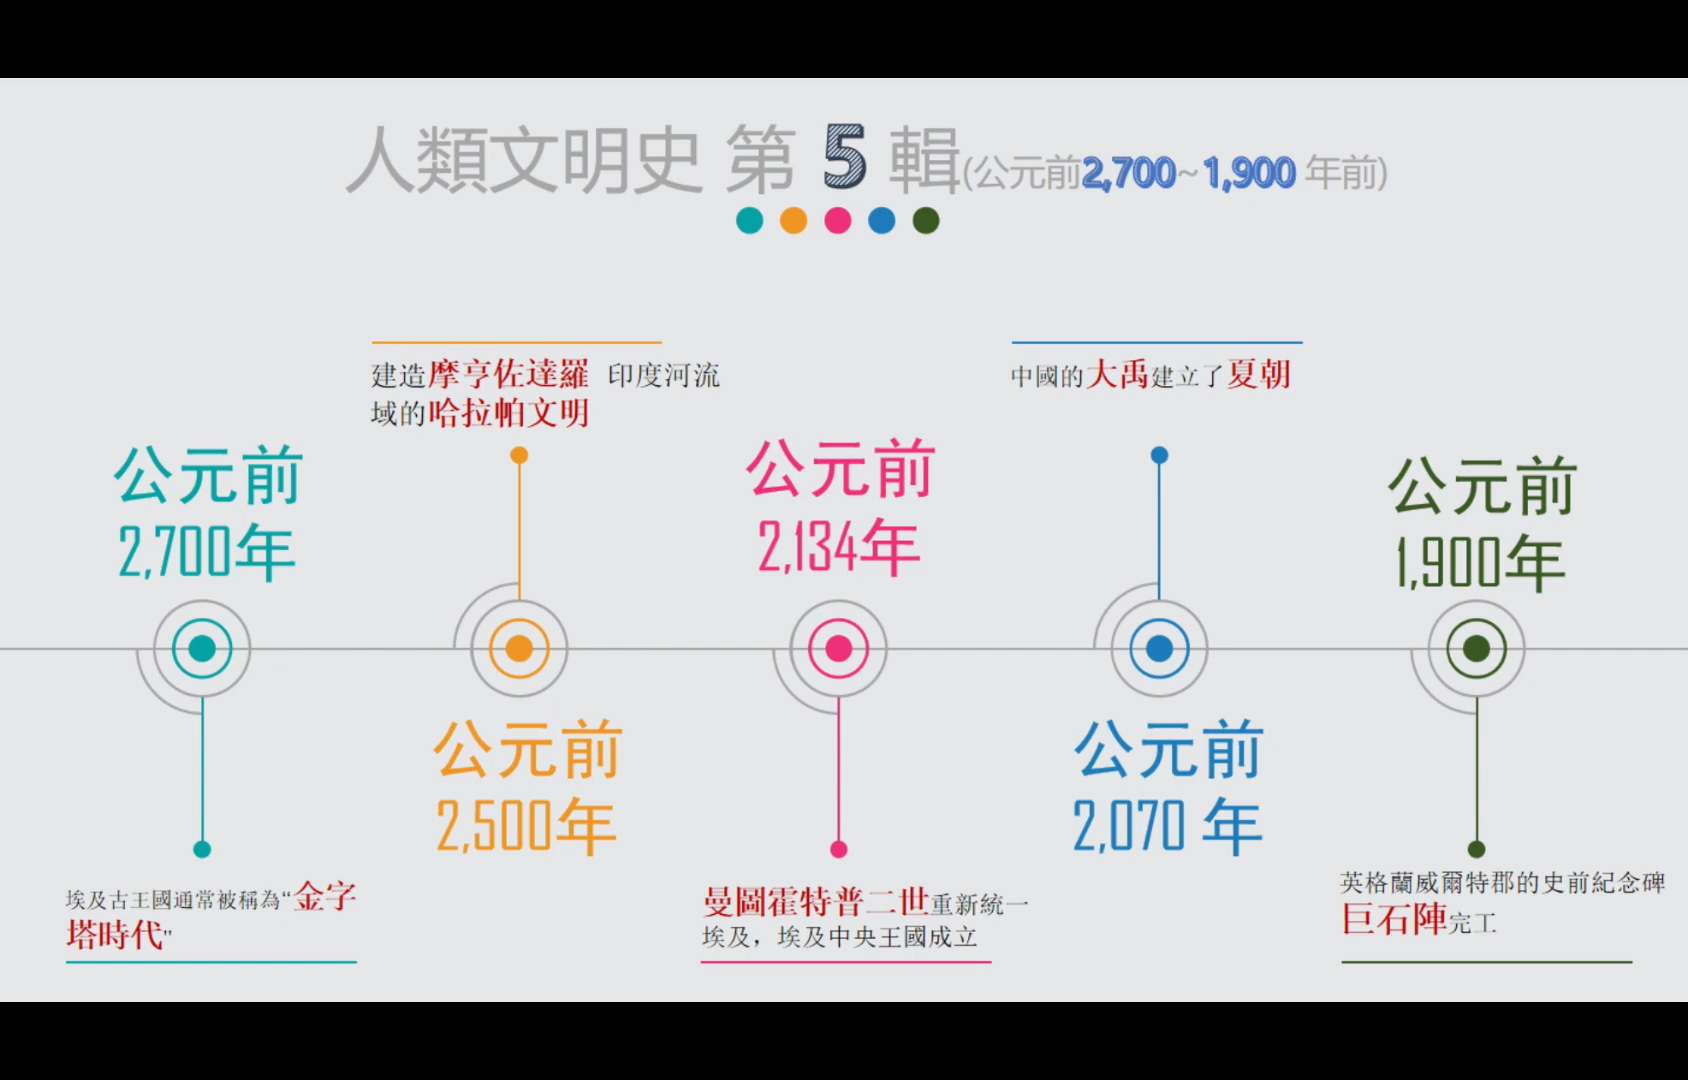 人類文明史 第 5 輯(公元前2,700~1,900 年前)
建造摩亨佐達羅 印度河流
域的哈拉帕文明
中國的大禹建立了夏朝
公元前
2,700年
公元前
2,134年
公元前
1,900年
公元前
2,500年
公元前
2,070 年
埃及古王國通常被稱為“金字
塔時代”
曼圖霍特普二世重新統一
埃及，埃及中央王國成立
英格蘭威爾特郡的史前紀念碑
巨石陣完工